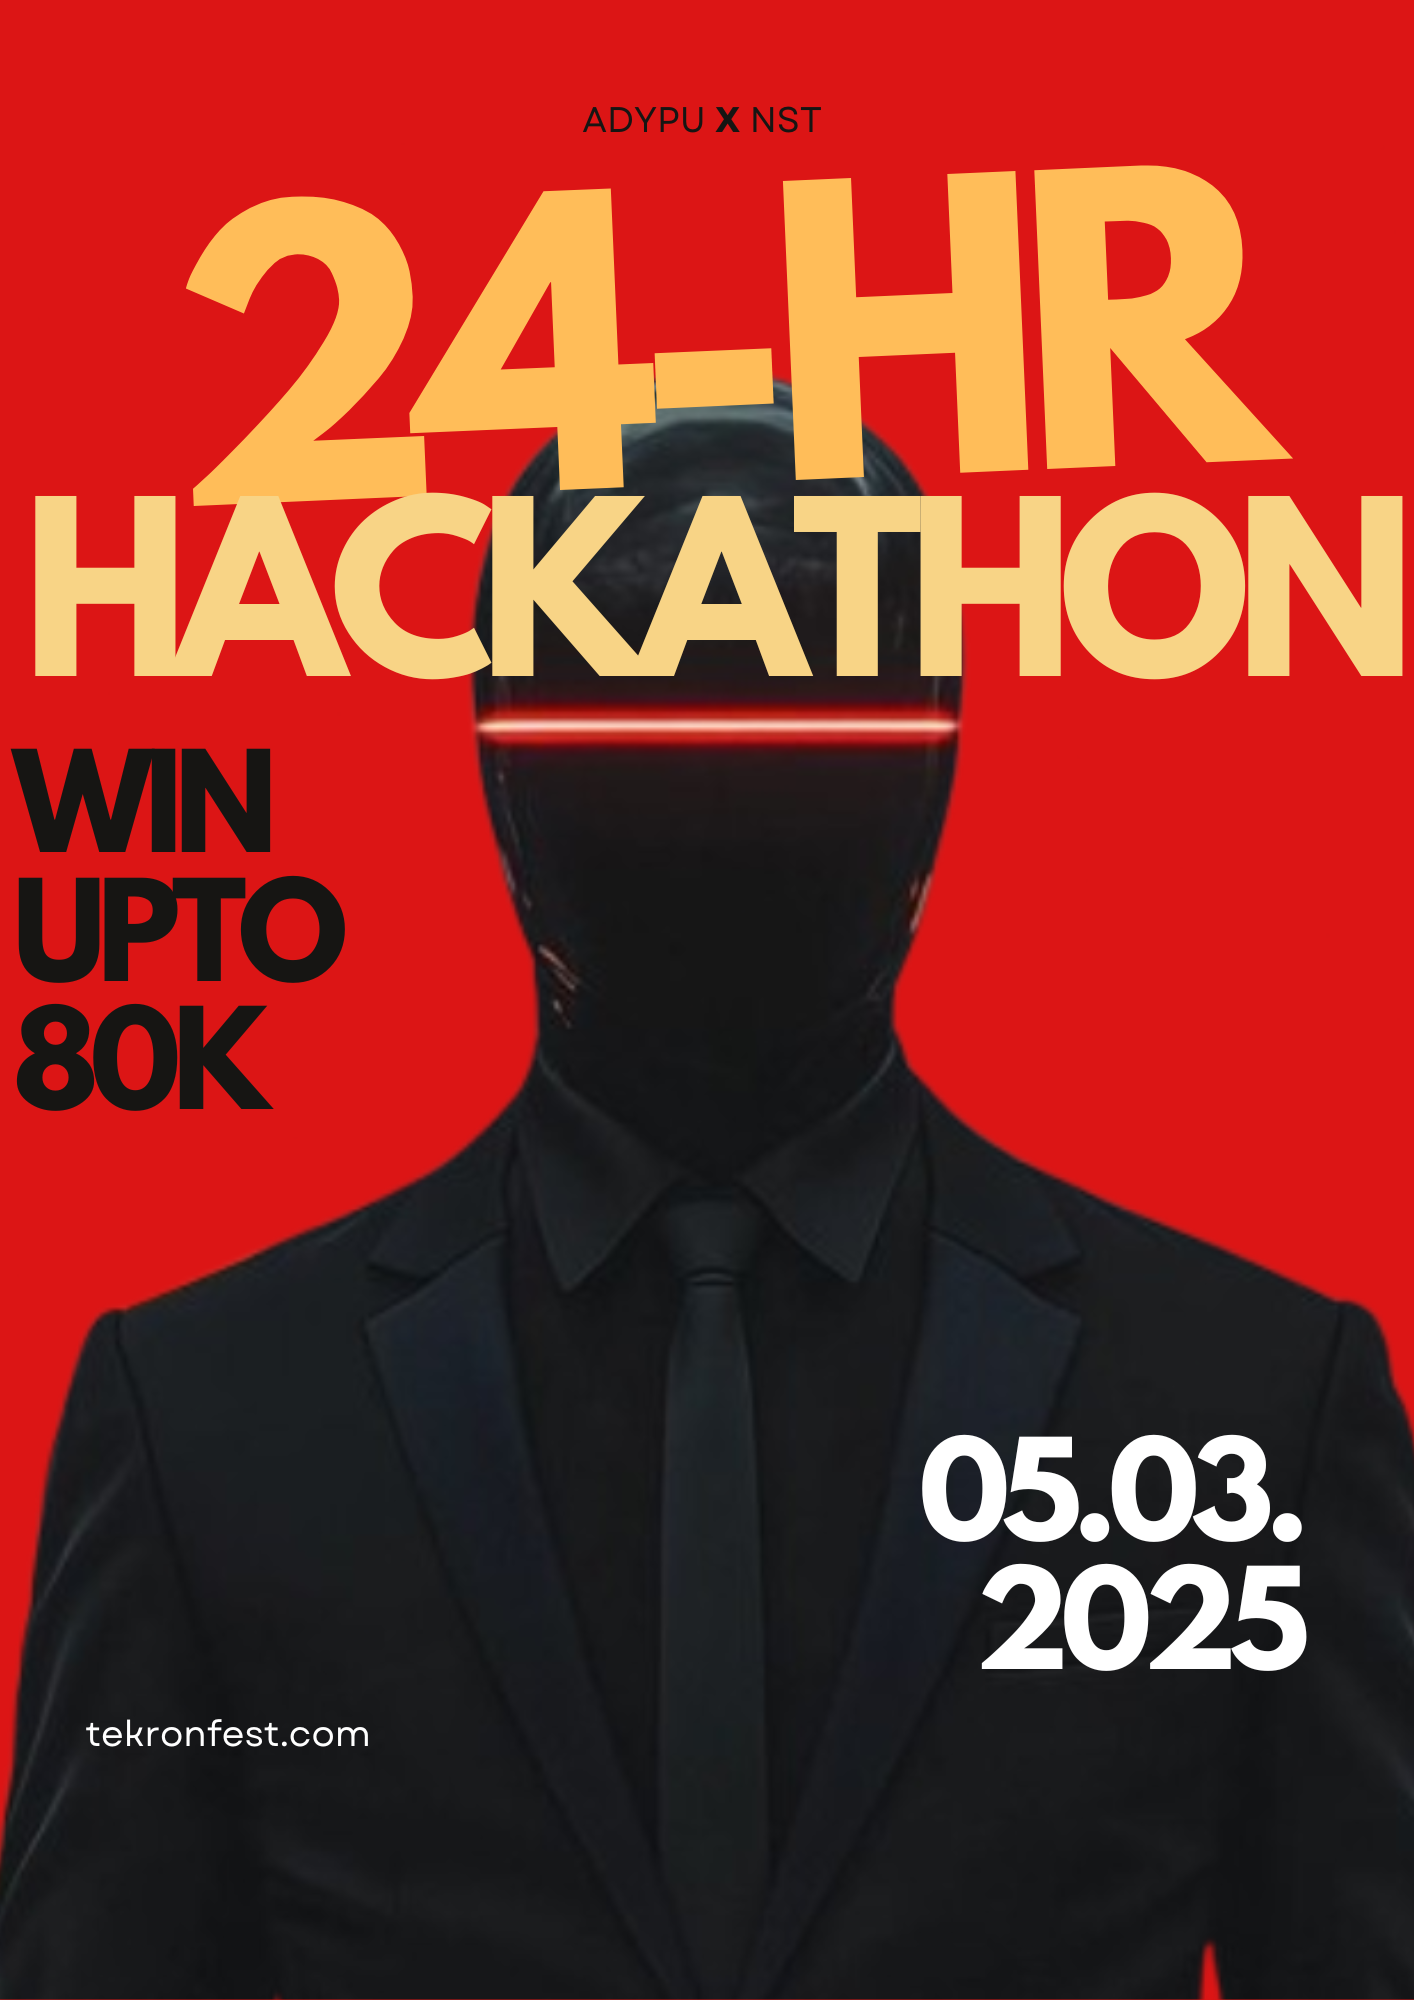 ADYPU X NST
24-HR
HACKATHON
WIN
UPTO
80K
05.03.
2025
tekronfest.com